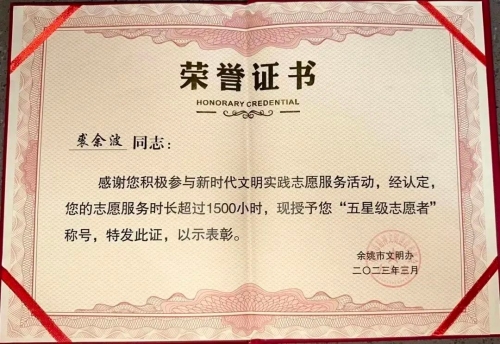 荣誉证书
HONORARY CREDENTIAL
裘余波 同志：
感谢您积极参与新时代文明实践志愿服务活动，经认定，
您的志愿服务时长超过1500小时，现授予您“五星级志愿者”
称号，特发此证，以示表彰。
余姚市文明办
二〇二三年三月